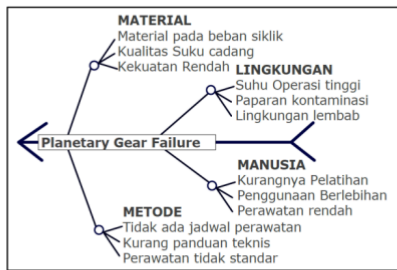 MATERIAL
Material pada beban siklik
Kualitas Suku cadang
Kekuatan Rendah
LINGKUNGAN
Suhu Operasi tinggi
Paparan kontaminasi
Lingkungan lembab
Planetary Gear Failure
MANUSIA
Kurangnya Pelatihan
Penggunaan Berlebihan
Perawatan rendah
METODE
Tidak ada jadwal perawatan
Kurang panduan teknis
Perawatan tidak standar